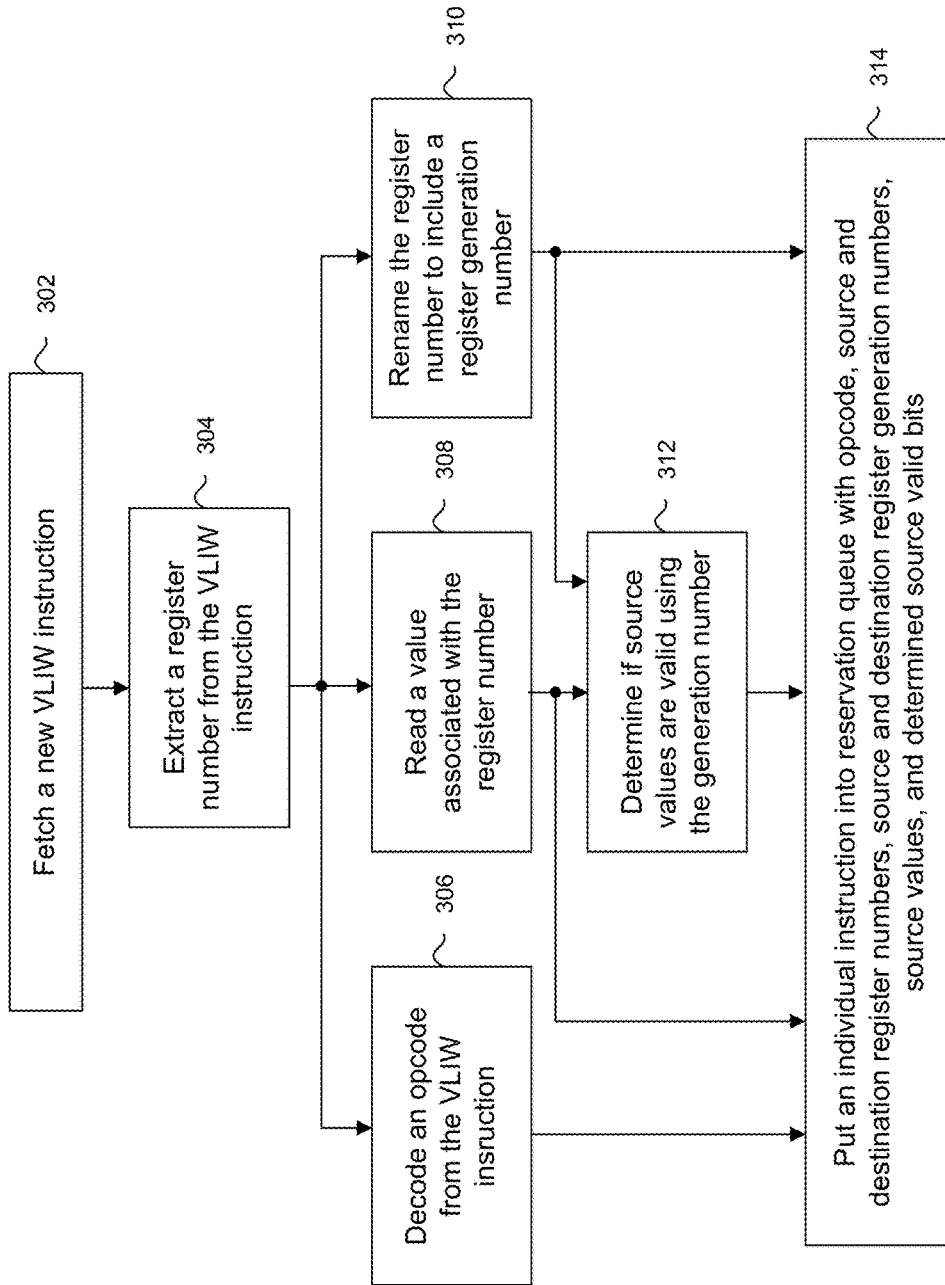 Fetch a new VLIW instruction
302
Extract a register
number from the VLIW
instruction
304
Decode an opcode
from the VLIW
insruction
306
Read a value
associated with the
register number
308
Rename the register
number to include a
register generation
number
310
Determine if source
values are valid using
the generation number
312
Put an individual instruction into reservation queue with opcode, source and
destination register numbers, source and destination register generation numbers,
source values, and determined source valid bits
314